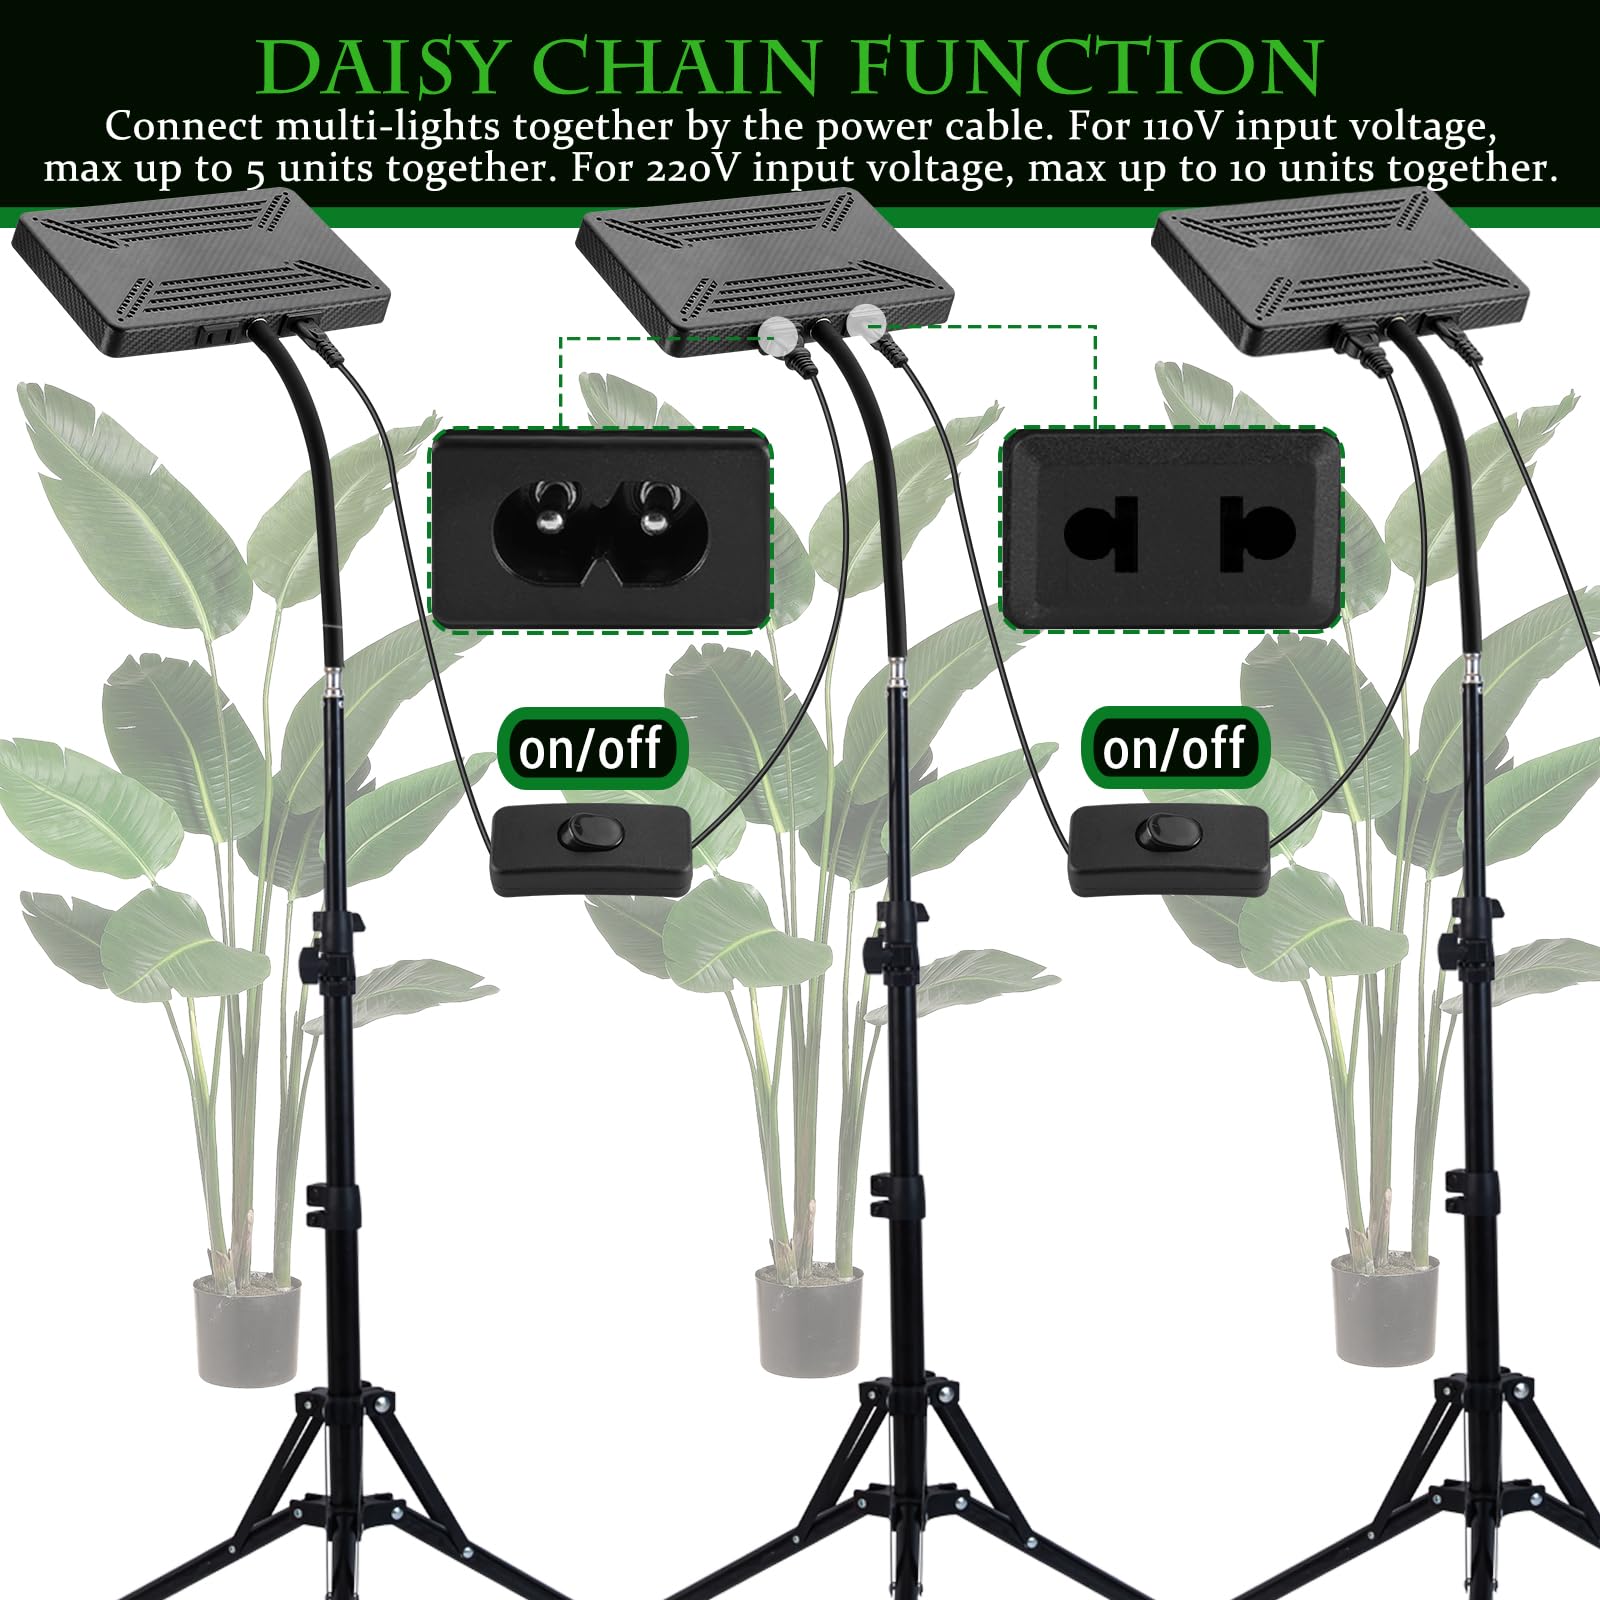 DAISY CHAIN FUNCTION
Connect multi-lights together by the power cable. For 110V input voltage,
max up to 5 units together. For 220V input voltage, max up to 10 units together.
on/off
on/off